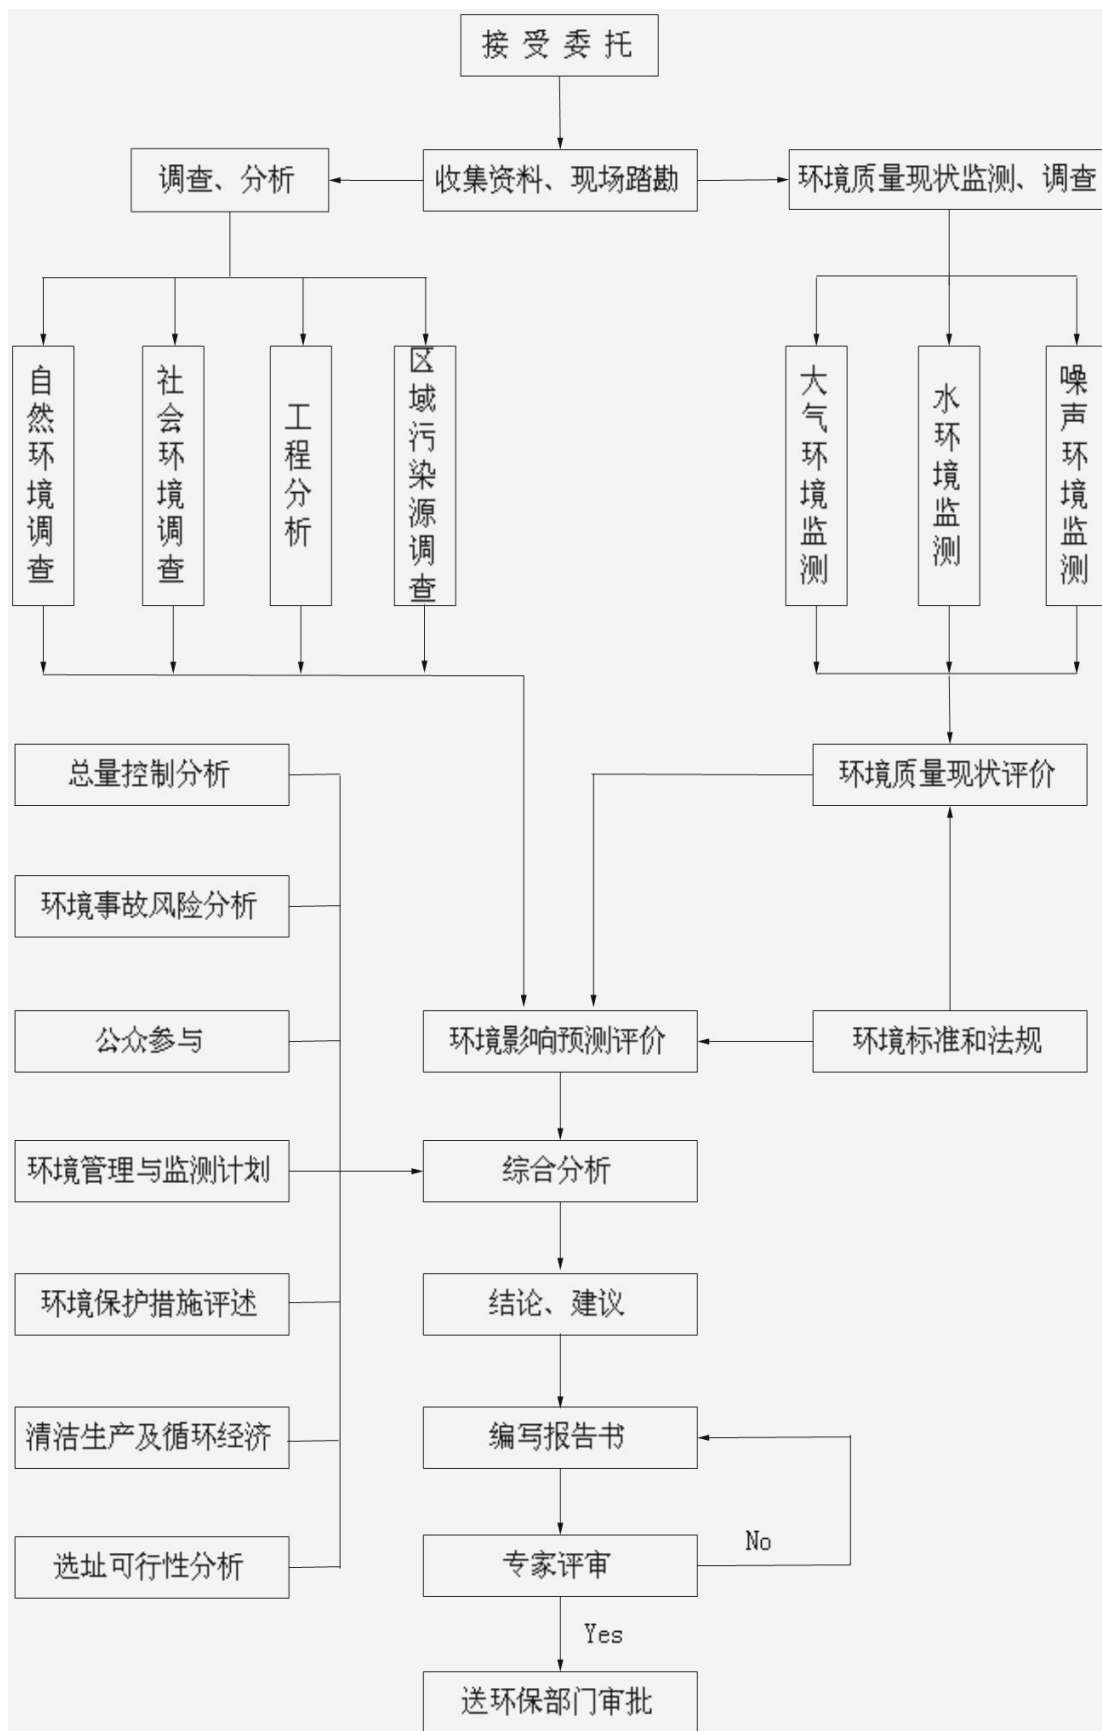 接受委托
调查、分析
收集资料、现场踏勘
环境质量现状监测、调查
自然环境调查
社会环境调查
工程分析
区域污染源调查
大气环境监测
水环境监测
噪声环境监测
总量控制分析
环境质量现状评价
环境事故风险分析
公众参与
环境影响预测评价
环境标准和法规
环境管理与监测计划
综合分析
环境保护措施评述
结论、建议
清洁生产及循环经济
编写报告书
选址可行性分析
专家评审
No
Yes
送环保部门审批